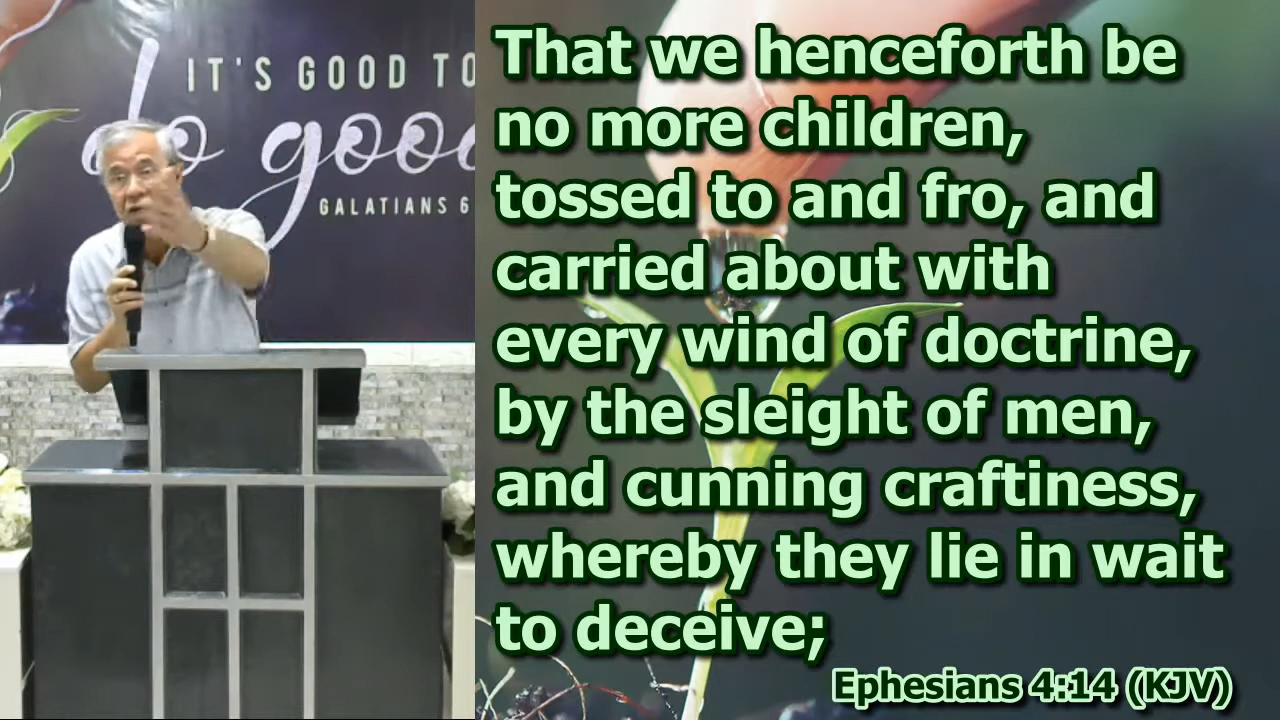 IT'S GOOD TO
do good
GALATIANS 6
That we henceforth be
no more children,
tossed to and fro, and
carried about with
every wind of doctrine,
by the sleight of men,
and cunning craftiness,
whereby they lie in wait
to deceive;
Ephesians 4:14 (KJV)